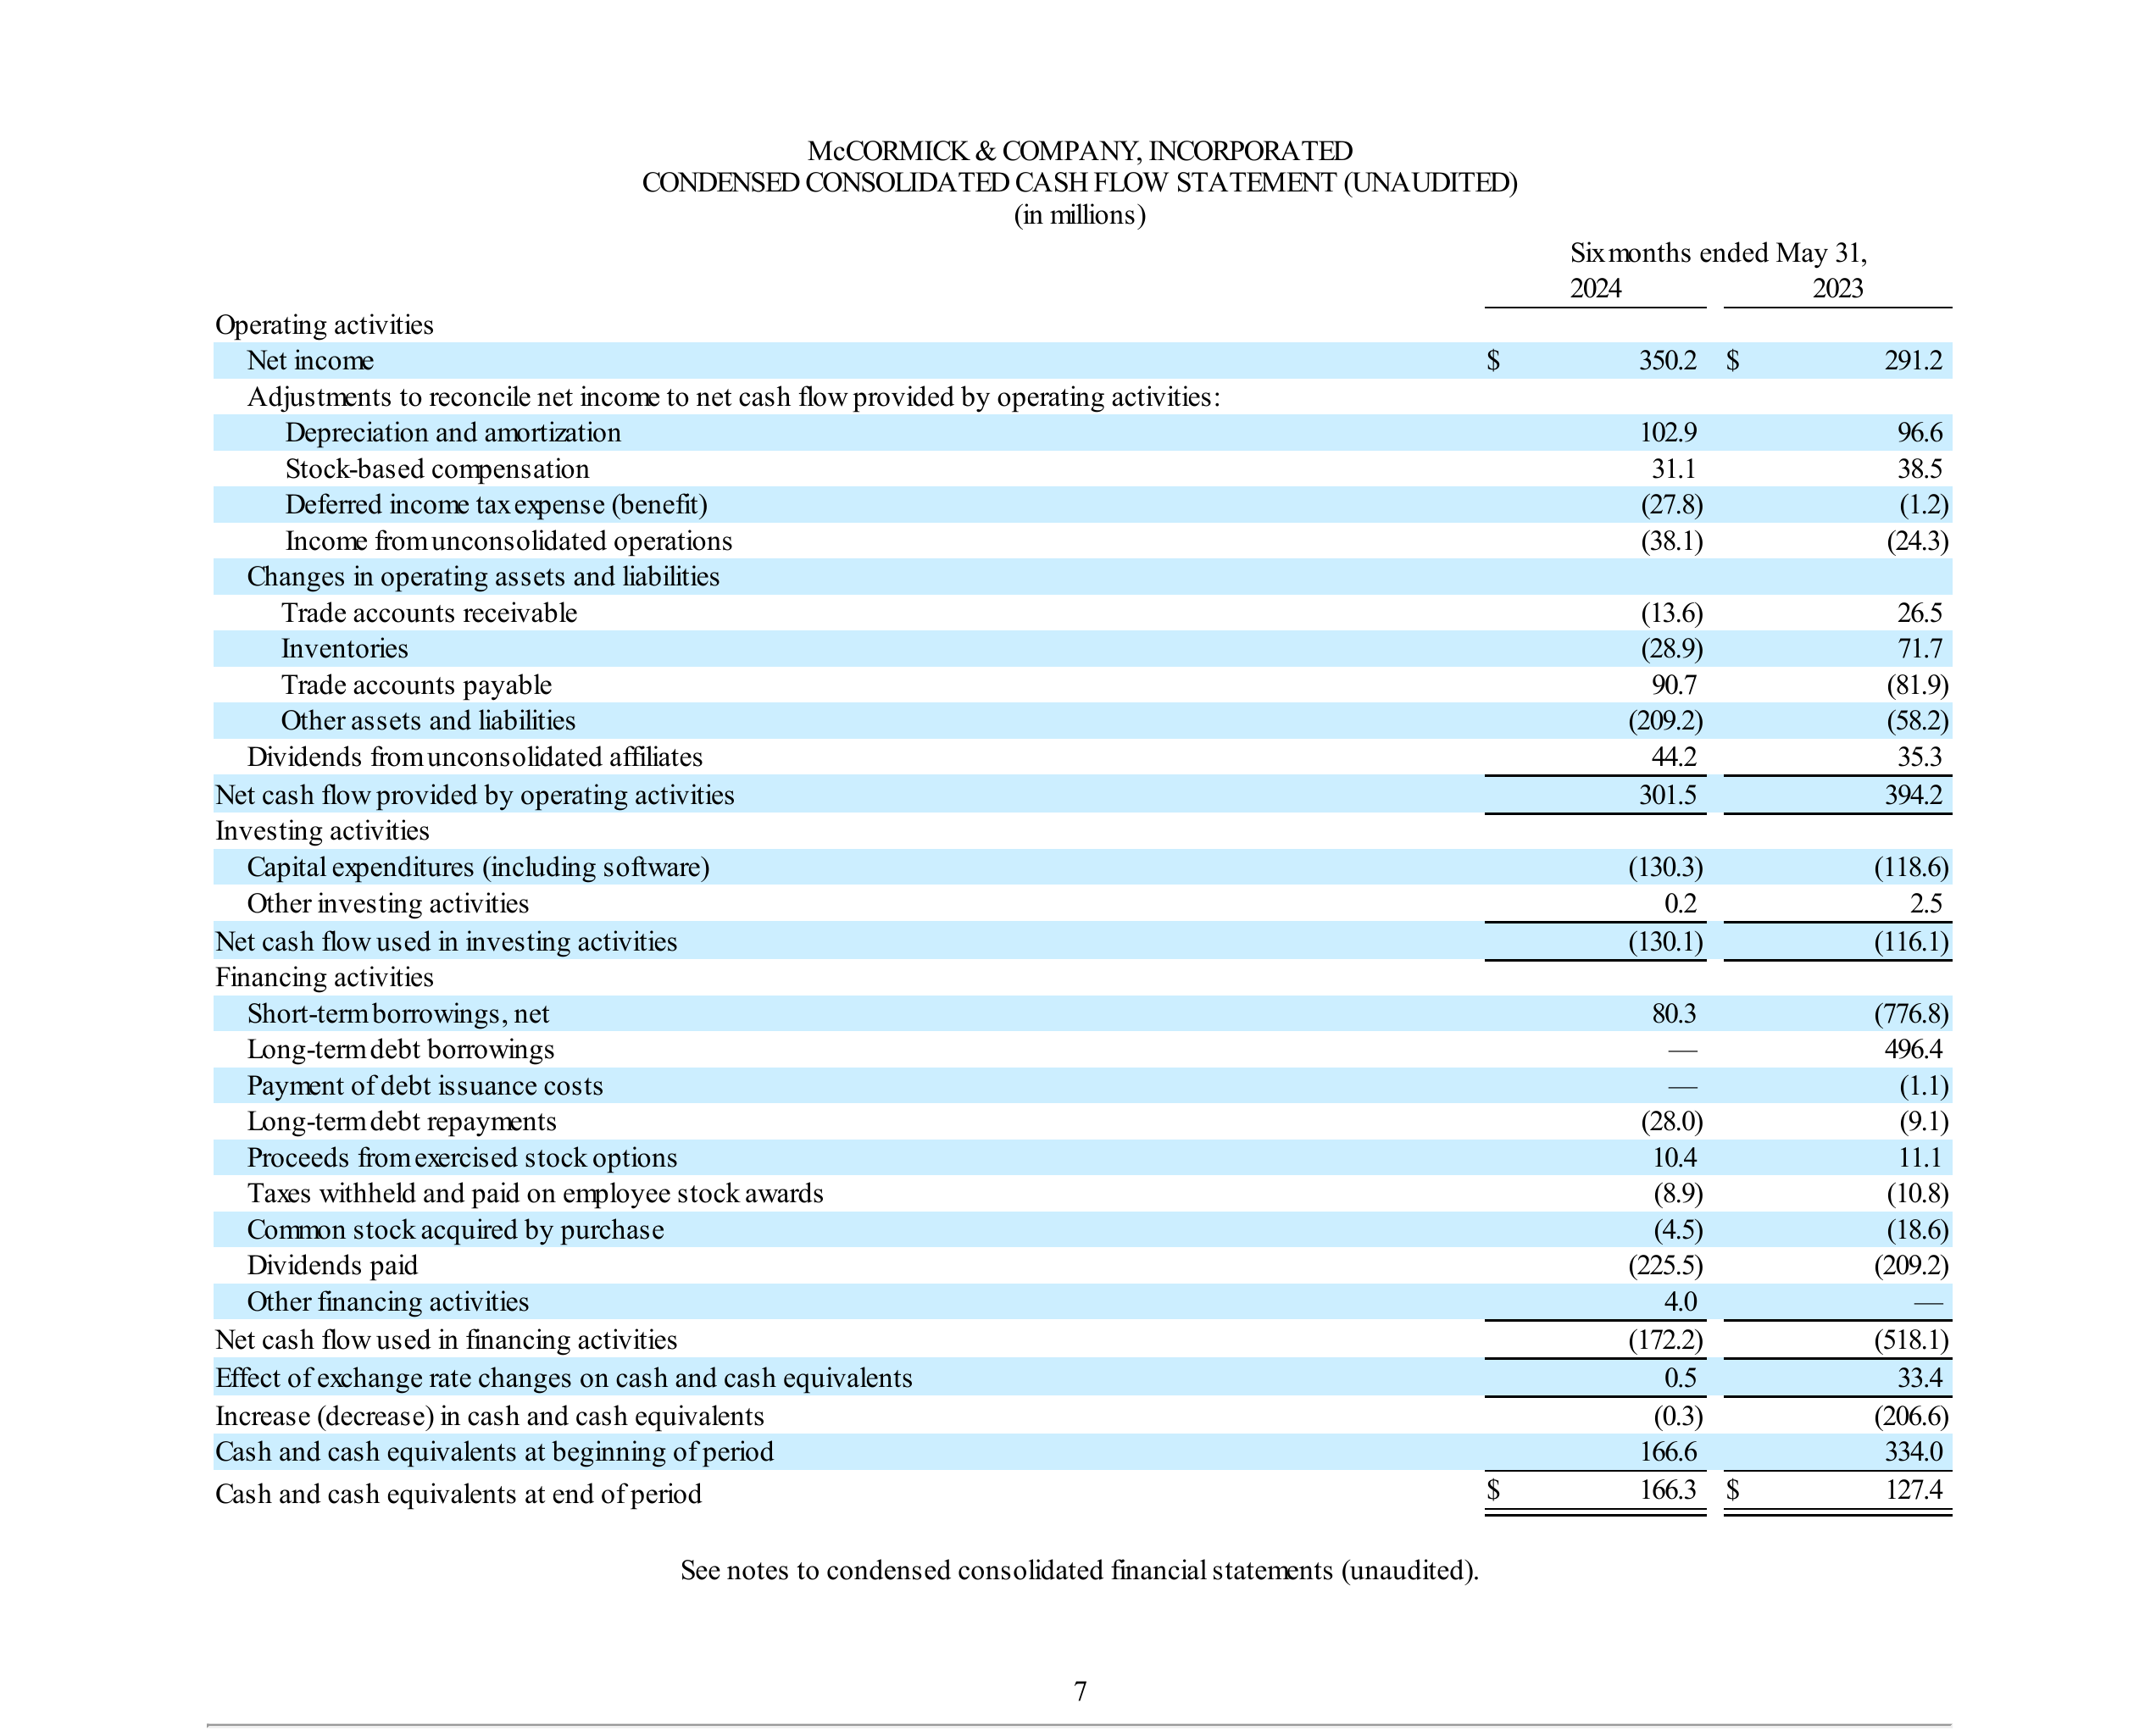 McCORMICK & COMPANY, INCORPORATED
CONDENSED CONSOLIDATED CASH FLOW STATEMENT (UNAUDITED)
(in millions)
Six months ended May 31,
2024 2023
Operating activities
Net income $ 350.2 $ 291.2
Adjustments to reconcile net income to net cash flow provided by operating activities:
Depreciation and amortization 102.9 96.6
Stock-based compensation 31.1 38.5
Deferred income tax expense (benefit) (27.8) (1.2)
Income from unconsolidated operations (38.1) (24.3)
Changes in operating assets and liabilities
Trade accounts receivable (13.6) 26.5
Inventories (28.9) 71.7
Trade accounts payable 90.7 (81.9)
Other assets and liabilities (209.2) (58.2)
Dividends from unconsolidated affiliates 44.2 35.3
Net cash flow provided by operating activities 301.5 394.2
Investing activities
Capital expenditures (including software) (130.3) (118.6)
Other investing activities 0.2 2.5
Net cash flow used in investing activities (130.1) (116.1)
Financing activities
Short-term borrowings, net 80.3 (776.8)
Long-term debt borrowings — 496.4
Payment of debt issuance costs — (1.1)
Long-term debt repayments (28.0) (9.1)
Proceeds from exercised stock options 10.4 11.1
Taxes withheld and paid on employee stock awards (8.9) (10.8)
Common stock acquired by purchase (4.5) (18.6)
Dividends paid (225.5) (209.2)
Other financing activities 4.0 —
Net cash flow used in financing activities (172.2) (518.1)
Effect of exchange rate changes on cash and cash equivalents 0.5 33.4
Increase (decrease) in cash and cash equivalents (0.3) (206.6)
Cash and cash equivalents at beginning of period 166.6 334.0
Cash and cash equivalents at end of period $ 166.3 $ 127.4
See notes to condensed consolidated financial statements (unaudited).
7